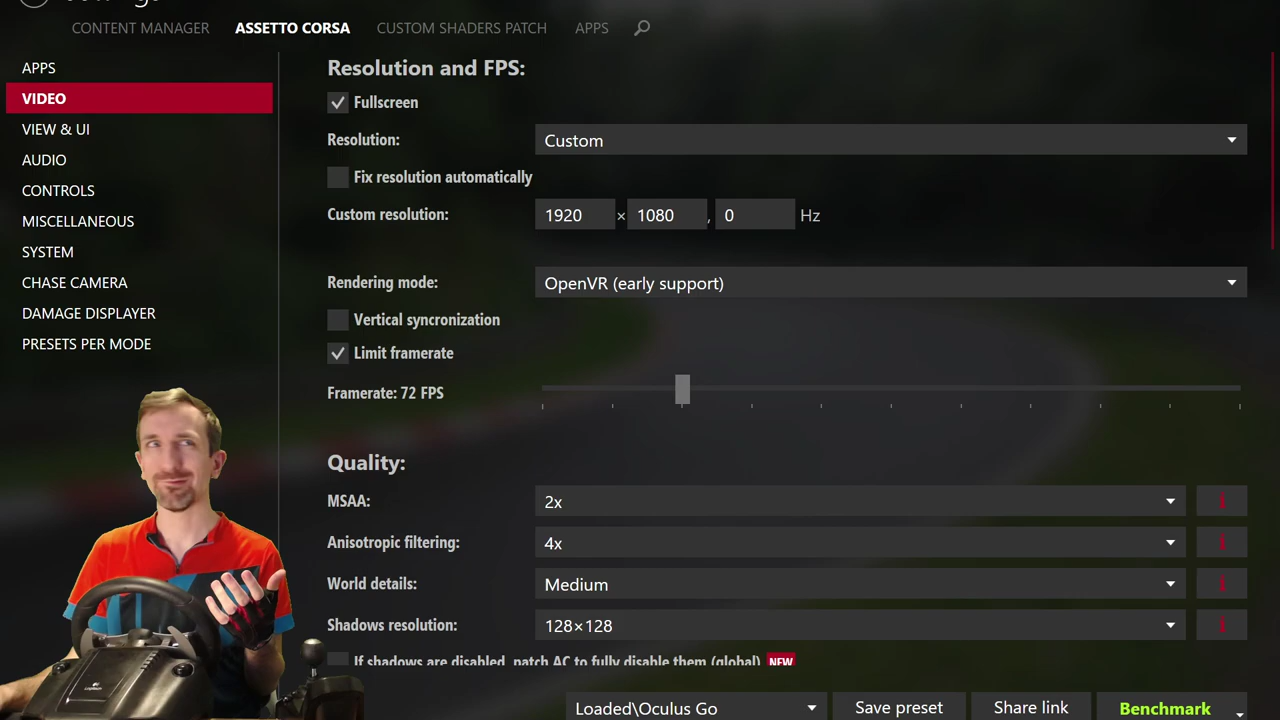 CONTENT MANAGER ASSETTO CORSA CUSTOM SHADERS PATCH APPS
APPS
VIDEO
VIEW & UI
AUDIO
CONTROLS
MISCELLANEOUS
SYSTEM
CHASE CAMERA
DAMAGE DISPLAYER
PRESETS PER MODE
Resolution and FPS:
Fullscreen
Resolution: Custom
Fix resolution automatically
Custom resolution: 1920 × 1080 , 0 Hz
Rendering mode: OpenVR (early support)
Vertical syncronization
Limit framerate
Framerate: 72 FPS
Quality:
MSAA: 2x
Anisotropic filtering: 4x
World details: Medium
Shadows resolution: 128×128
If shadows are disabled, patch AC to fully disable them (global) NEW
Loaded\Oculus Go Save preset Share link Benchmark
Logitech